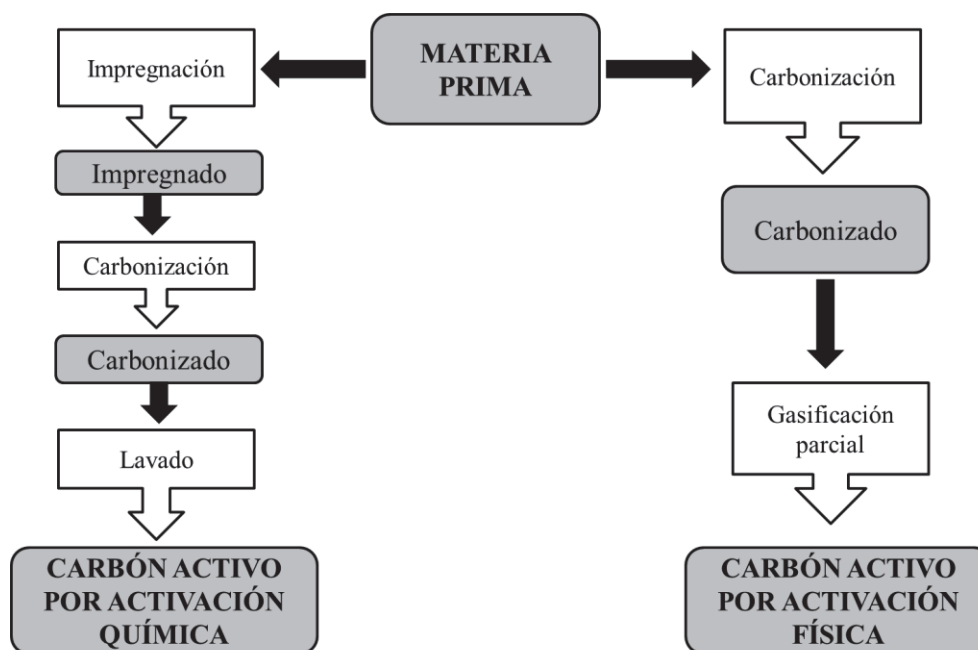 MATERIA
PRIMA
Impregnación
Impregnado
Carbonización
Carbonizado
Lavado
CARBÓN ACTIVO
POR ACTIVACIÓN
QUÍMICA
Carbonización
Carbonizado
Gasificación
parcial
CARBÓN ACTIVO
POR ACTIVACIÓN
FÍSICA